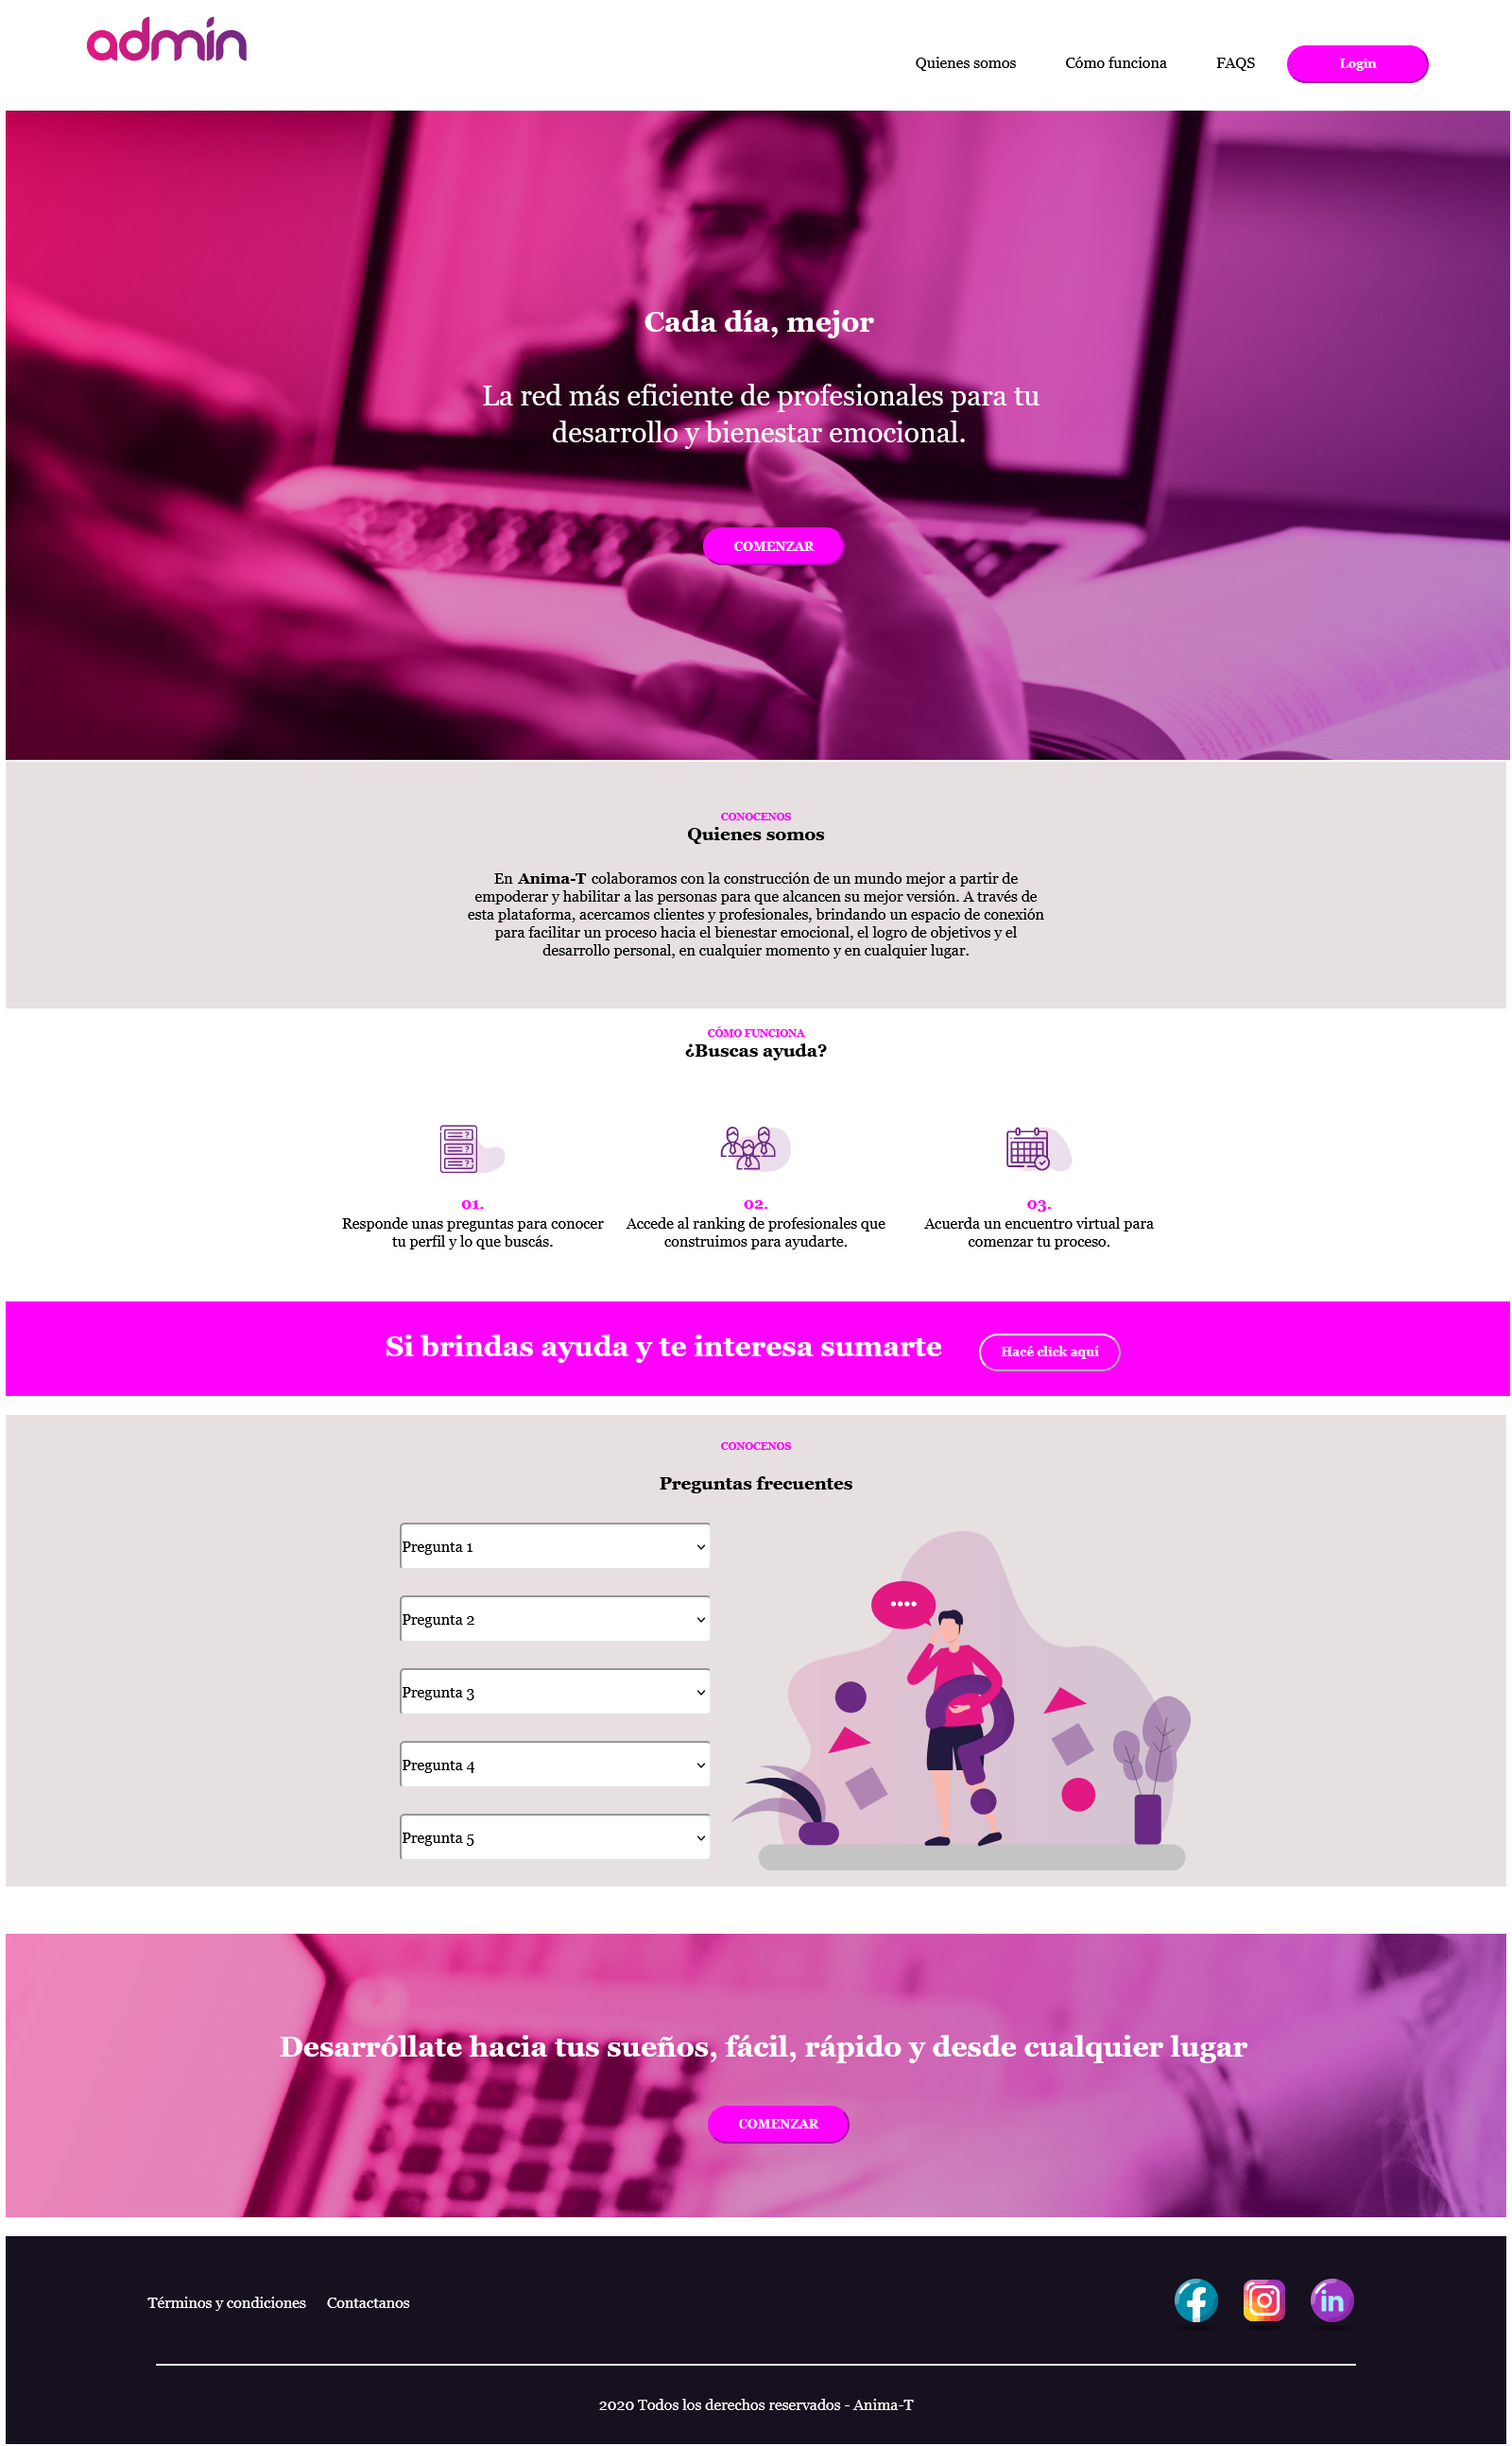 admin
Quienes somos
Cómo funciona
FAQS
Login
Cada día, mejor
La red más eficiente de profesionales para tu
desarrollo y bienestar emocional.
COMENZAR
CONOCENOS
Quienes somos
En Anima-T colaboramos con la construcción de un mundo mejor a partir de
empoderar y habilitar a las personas para que alcancen su mejor versión. A través de
esta plataforma, acercamos clientes y profesionales, brindando un espacio de conexión
para facilitar un proceso hacia el bienestar emocional, el logro de objetivos y el
desarrollo personal, en cualquier momento y en cualquier lugar.
CÓMO FUNCIONA
¿Buscas ayuda?
01.
Responde unas preguntas para conocer
tu perfil y lo que buscás.
02.
Accede al ranking de profesionales que
construimos para ayudarte.
03.
Acuerda un encuentro virtual para
comenzar tu proceso.
Si brindas ayuda y te interesa sumarte
Hacé click aquí
CONOCENOS
Preguntas frecuentes
Pregunta 1
Pregunta 2
Pregunta 3
Pregunta 4
Pregunta 5
Desarróllate hacia tus sueños, fácil, rápido y desde cualquier lugar
COMENZAR
Términos y condiciones
Contactanos
2020 Todos los derechos reservados - Anima-T